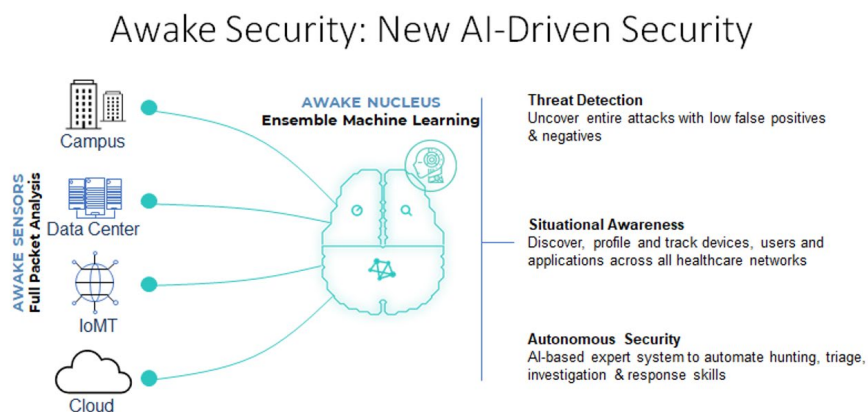 Awake Security: New AI-Driven Security
AWAKE SENSORS
Full Packet Analysis
Campus
Data Center
IoMT
Cloud
AWAKE NUCLEUS
Ensemble Machine Learning
Threat Detection
Uncover entire attacks with low false positives
& negatives
Situational Awareness
Discover, profile and track devices, users and
applications across all healthcare networks
Autonomous Security
AI-based expert system to automate hunting, triage,
investigation & response skills